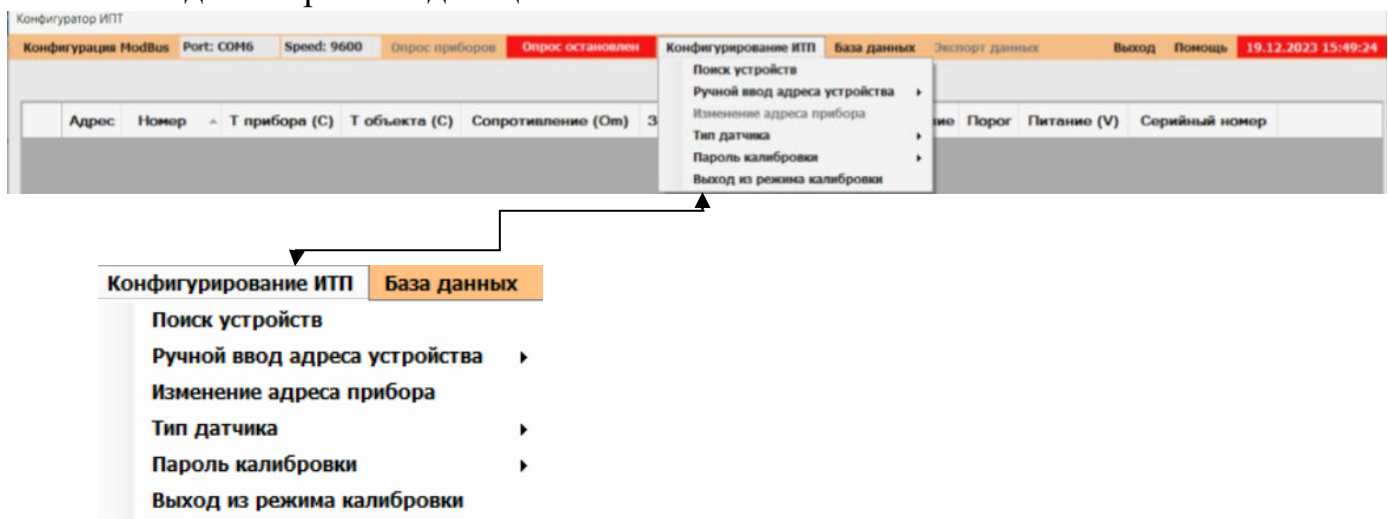 Конфигуратор ИПТ
Конфигурация ModBus Port: COM6 Speed: 9600 Опрос приборов Опрос остановлен Конфигурирование ИТП База данных Экспорт данных Выход Помощь 19.12.2023 15:49:24
Поиск устройств
Ручной ввод адреса устройства
Изменение адреса прибора
Адрес Номер Т прибора (C) Т объекта (C) Сопротивление (Om) З ние Порог Питание (V) Серийный номер
Тип датчика
Пароль калибровки
Выход из режима калибровки
Конфигурирование ИТП База данных
Поиск устройств
Ручной ввод адреса устройства
Изменение адреса прибора
Тип датчика
Пароль калибровки
Выход из режима калибровки